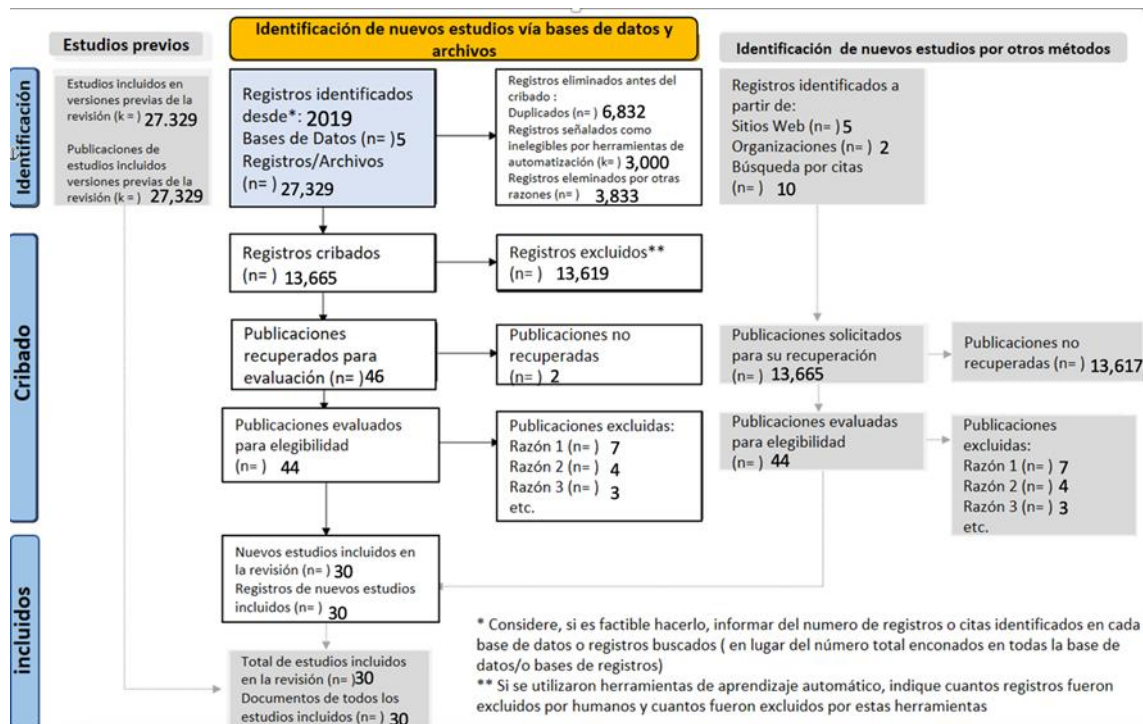 Estudios previos
Identificación de nuevos estudios vía bases de datos y
archivos
Identificación de nuevos estudios por otros métodos
Identificación
Estudios incluidos en
versiones previas de la
revisión (k = ) 27.329
Publicaciones de
estudios incluidos
versiones previas de la
revisión (k = ) 27,329
Registros identificados
desde*: 2019
Bases de Datos (n= )5
Registros/Archivos
(n= ) 27,329
Registros eliminados antes del
cribado :
Duplicados (n= ) 6,832
Registros señalados como
inelegibles por herramientas de
automatización (k= ) 3,000
Registros eleminados por otras
razones (n= ) 3,833
Registros identificados a
partir de:
Sitios Web (n= )5
Organizaciones (n= ) 2
Búsqueda por citas
(n= ) 10
Cribado
Registros cribados
(n= ) 13,665
Registros excluidos**
(n= ) 13,619
Publicaciones
recuperados para
evaluación (n= )46
Publicaciones no
recuperadas
(n= ) 2
Publicaciones solicitados
para su recuperación
(n= ) 13,665
Publicaciones no
recuperadas (n= ) 13,617
Publicaciones evaluados
para elegibilidad
(n= ) 44
Publicaciones excluidas:
Razón 1 (n= ) 7
Razón 2 (n= ) 4
Razón 3 (n= ) 3
etc.
Publicaciones evaluadas
para elegibilidad
(n= ) 44
Publicaciones
excluidas:
Razón 1 (n= ) 7
Razón 2 (n= ) 4
Razón 3 (n= ) 3
etc.
incluidos
Nuevos estudios incluidos en
la revisión (n= ) 30
Registros de nuevos estudios
incluidos (n= ) 30
Total de estudios incluidos
en la revisión (n= )30
Documentos de todos los
estudios incluidos (n= ) 30
* Considere, si es factible hacerlo, informar del numero de registros o citas identificados en cada
base de datos o registros buscados ( en lugar del número total enconados en todas la base de
datos/o bases de registros)
** Si se utilizaron herramientas de aprendizaje automático, indique cuantos registros fueron
excluidos por humanos y cuantos fueron excluidos por estas herramientas